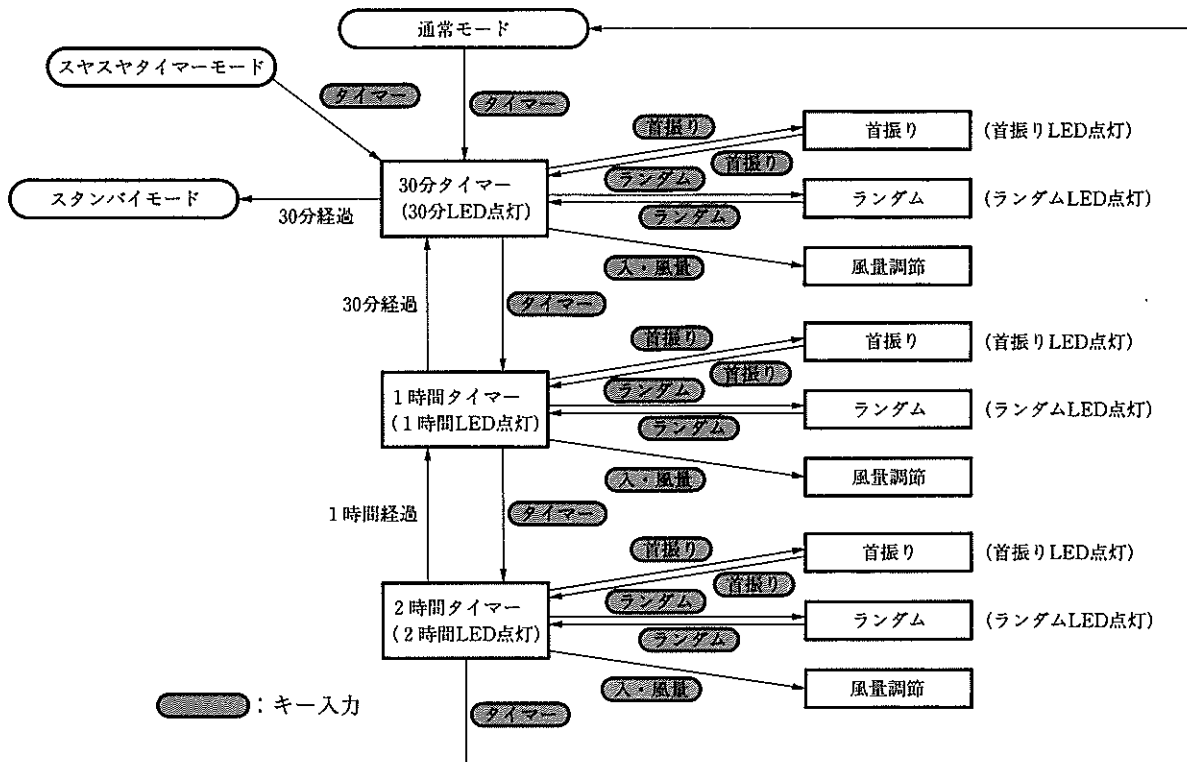 通常モード
スヤスヤタイマーモード
タイマー
タイマー
首振り
首振り
(首振りLED点灯)
首振り
30分タイマー
(30分LED点灯)
ランダム
ランダム
(ランダムLED点灯)
ランダム
スタンバイモード
30分経過
入・風量
風量調節
30分経過
タイマー
首振り
首振り
(首振りLED点灯)
首振り
1時間タイマー
(1時間LED点灯)
ランダム
ランダム
(ランダムLED点灯)
ランダム
入・風量
風量調節
1時間経過
タイマー
首振り
首振り
(首振りLED点灯)
首振り
2時間タイマー
(2時間LED点灯)
ランダム
ランダム
(ランダムLED点灯)
ランダム
入・風量
風量調節
:キー入力
タイマー